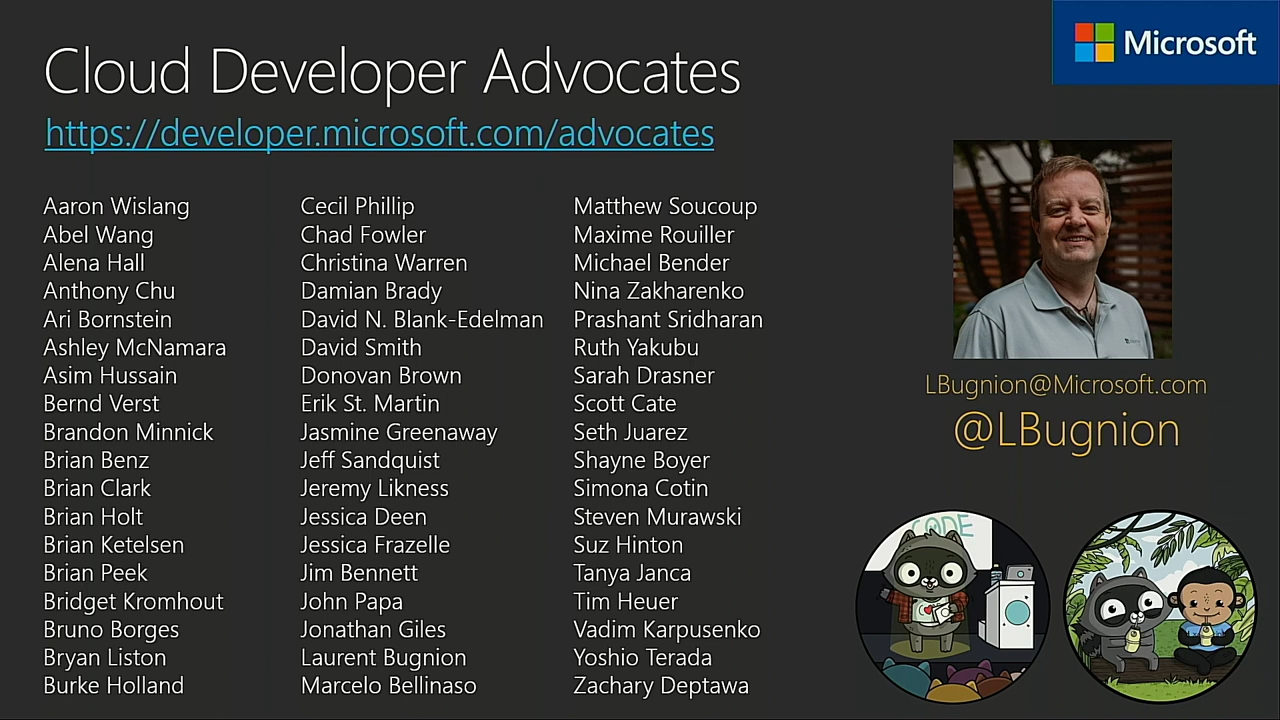 Cloud Developer Advocates
https://developer.microsoft.com/advocates
Microsoft
Aaron Wislang
Abel Wang
Alena Hall
Anthony Chu
Ari Bornstein
Ashley McNamara
Asim Hussain
Bernd Verst
Brandon Minnick
Brian Benz
Brian Clark
Brian Holt
Brian Ketelsen
Brian Peek
Bridget Kromhout
Bruno Borges
Bryan Liston
Burke Holland
Cecil Phillip
Chad Fowler
Christina Warren
Damian Brady
David N. Blank-Edelman
David Smith
Donovan Brown
Erik St. Martin
Jasmine Greenaway
Jeff Sandquist
Jeremy Likness
Jessica Deen
Jessica Frazelle
Jim Bennett
John Papa
Jonathan Giles
Laurent Bugnion
Marcelo Bellinaso
Matthew Soucoup
Maxime Rouiller
Michael Bender
Nina Zakharenko
Prashant Sridharan
Ruth Yakubu
Sarah Drasner
Scott Cate
Seth Juarez
Shayne Boyer
Simona Cotin
Steven Murawski
Suz Hinton
Tanya Janca
Tim Heuer
Vadim Karpusenko
Yoshio Terada
Zachary Deptawa
LBugnion@Microsoft.com
@LBugnion
CODE